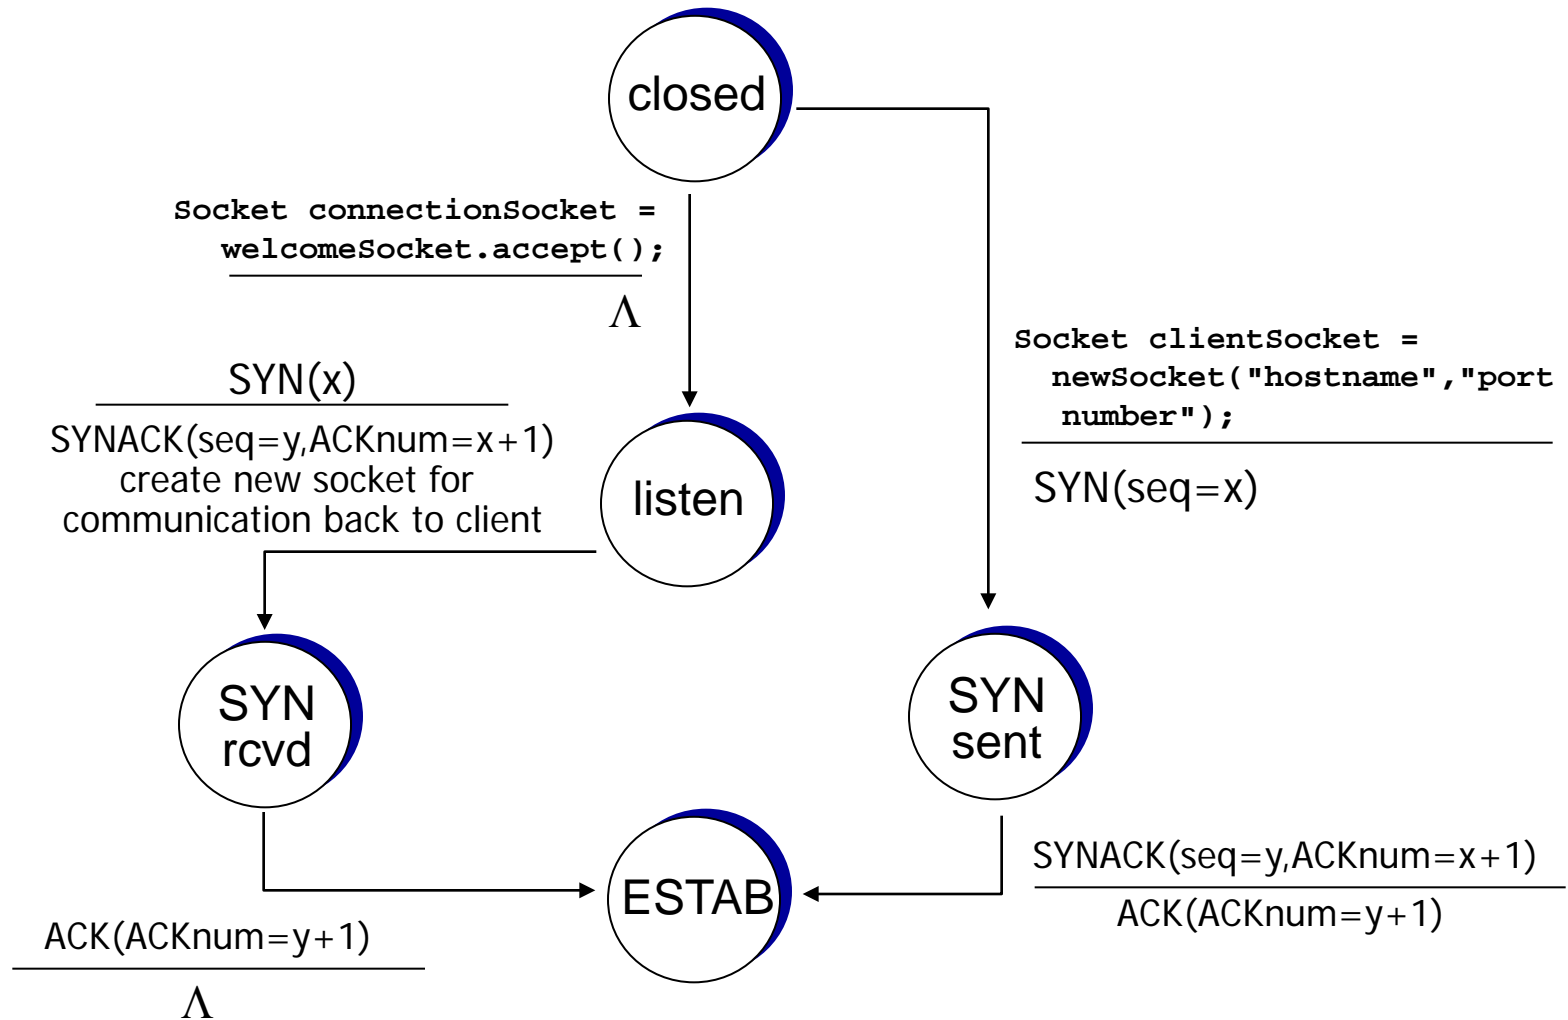 closed
Socket connectionSocket =
welcomeSocket.accept();
Λ
Socket clientSocket =
newSocket("hostname","port
number");
SYN(seq=x)
SYN(x)
SYNACK(seq=y,ACKnum=x+1)
create new socket for
communication back to client
listen
SYN
rcvd
SYN
sent
ESTAB
SYNACK(seq=y,ACKnum=x+1)
ACK(ACKnum=y+1)
ACK(ACKnum=y+1)
Λ